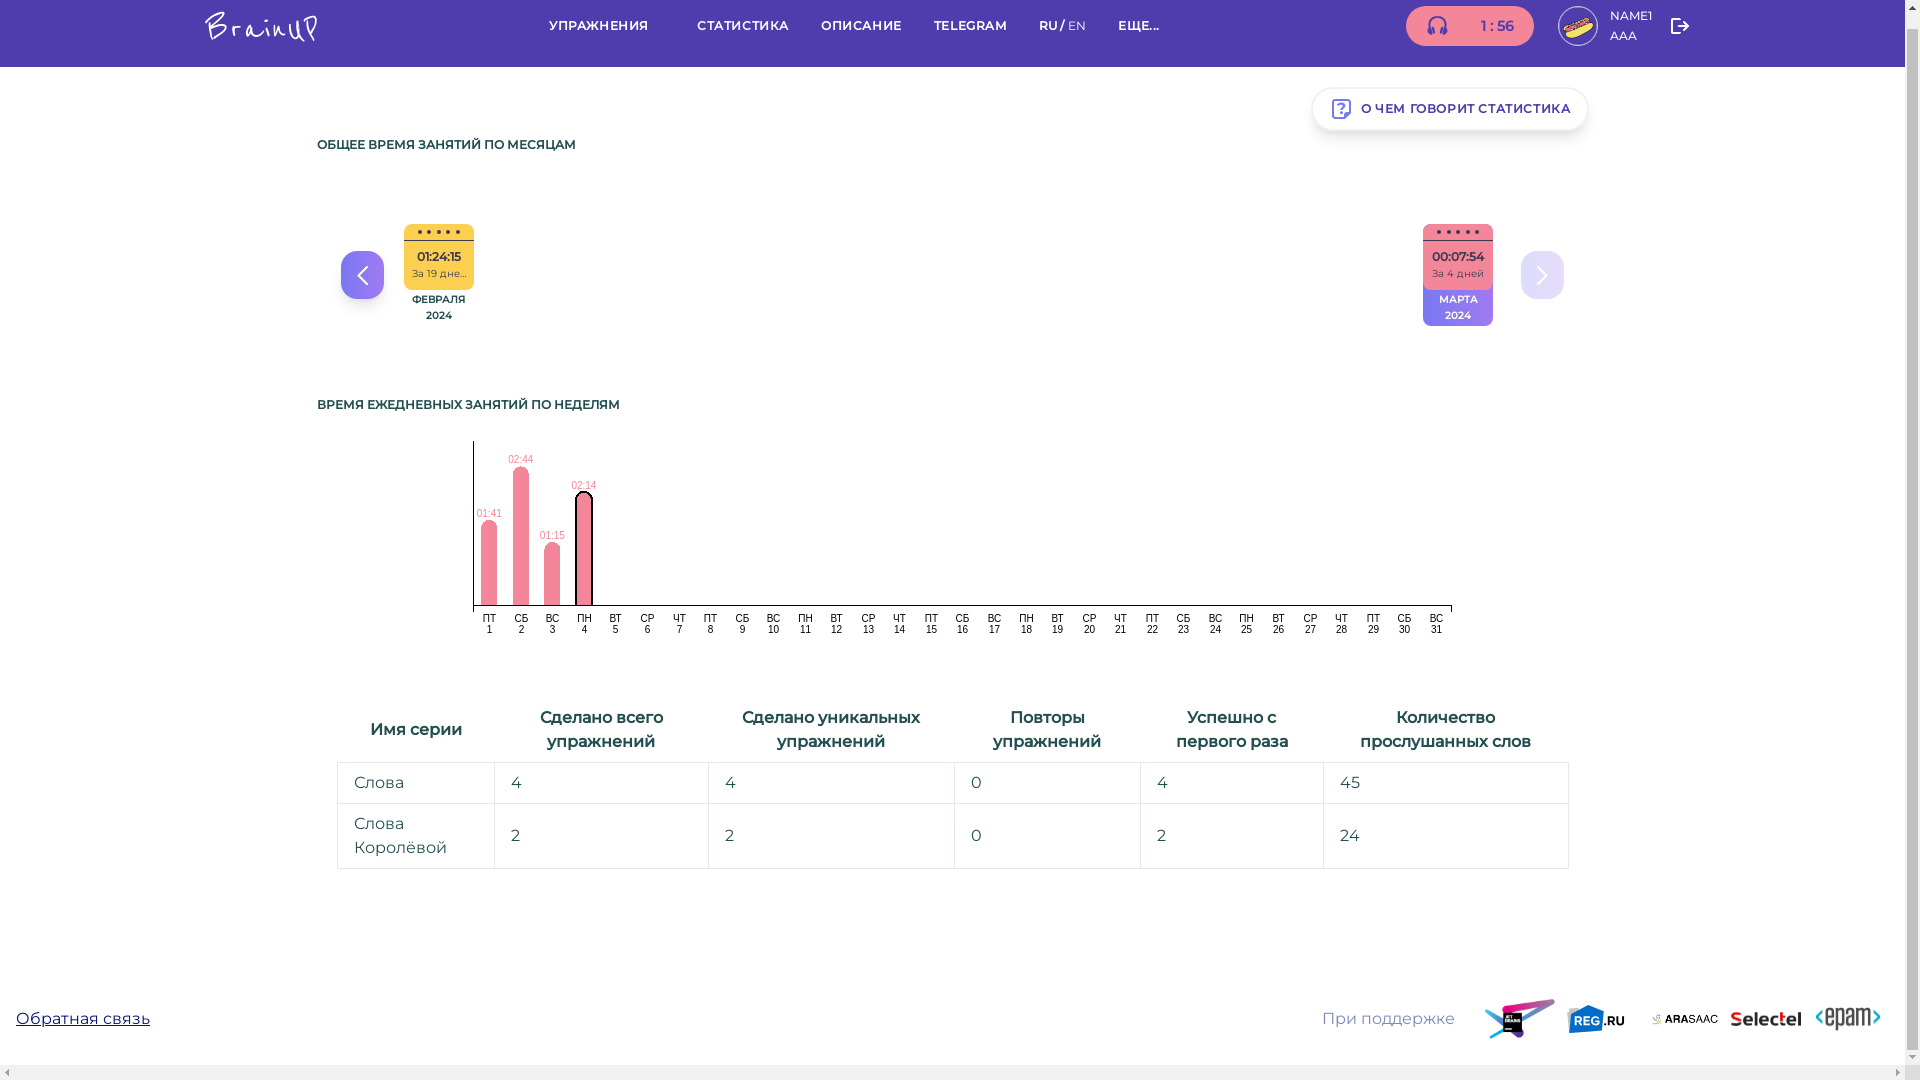 BrainUP
УПРАЖНЕНИЯ СТАТИСТИКА ОПИСАНИЕ TELEGRAM RU / EN ЕЩЕ... 1 : 56 NAME1
AAA
О ЧЕМ ГОВОРИТ СТАТИСТИКА
ОБЩЕЕ ВРЕМЯ ЗАНЯТИЙ ПО МЕСЯЦАМ
01:24:15
За 19 дне...
ФЕВРАЛЯ
2024
00:07:54
За 4 дней
МАРТА
2024
ВРЕМЯ ЕЖЕДНЕВНЫХ ЗАНЯТИЙ ПО НЕДЕЛЯМ
01:41 02:44 01:15 02:14
ПТ СБ ВС ПН ВТ СР ЧТ ПТ СБ ВС ПН ВТ СР ЧТ ПТ СБ ВС ПН ВТ СР ЧТ ПТ СБ ВС ПН ВТ СР ЧТ ПТ СБ ВС
1 2 3 4 5 6 7 8 9 10 11 12 13 14 15 16 17 18 19 20 21 22 23 24 25 26 27 28 29 30 31
Имя серии
Сделано всего
упражнений
Сделано уникальных
упражнений
Повторы
упражнений
Успешно с
первого раза
Количество
прослушанных слов
Слова 4 4 0 4 45
Слова
Королёвой
2 2 0 2 24
Обратная связь
При поддержке
JET
BRAINS
REG.RU
ARASAAC
Selectel
<epam>